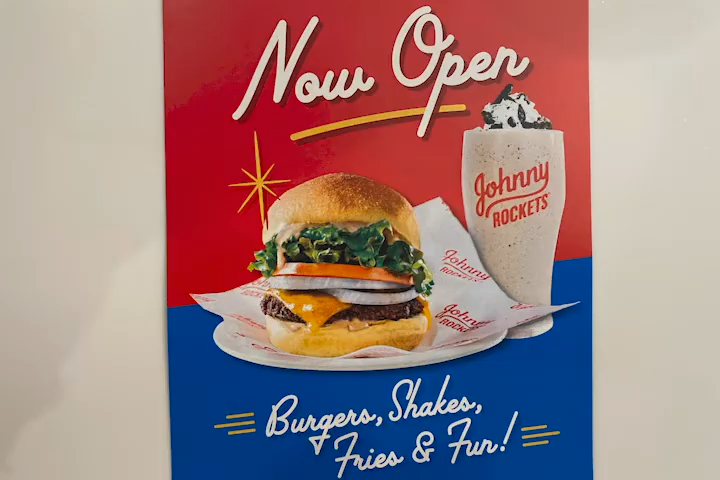 Now Open
Johnny
ROCKETS
Johnny
ROCKETS
Johnny
ROCKETS
Burgers, Shakes,
Fries & Fun!